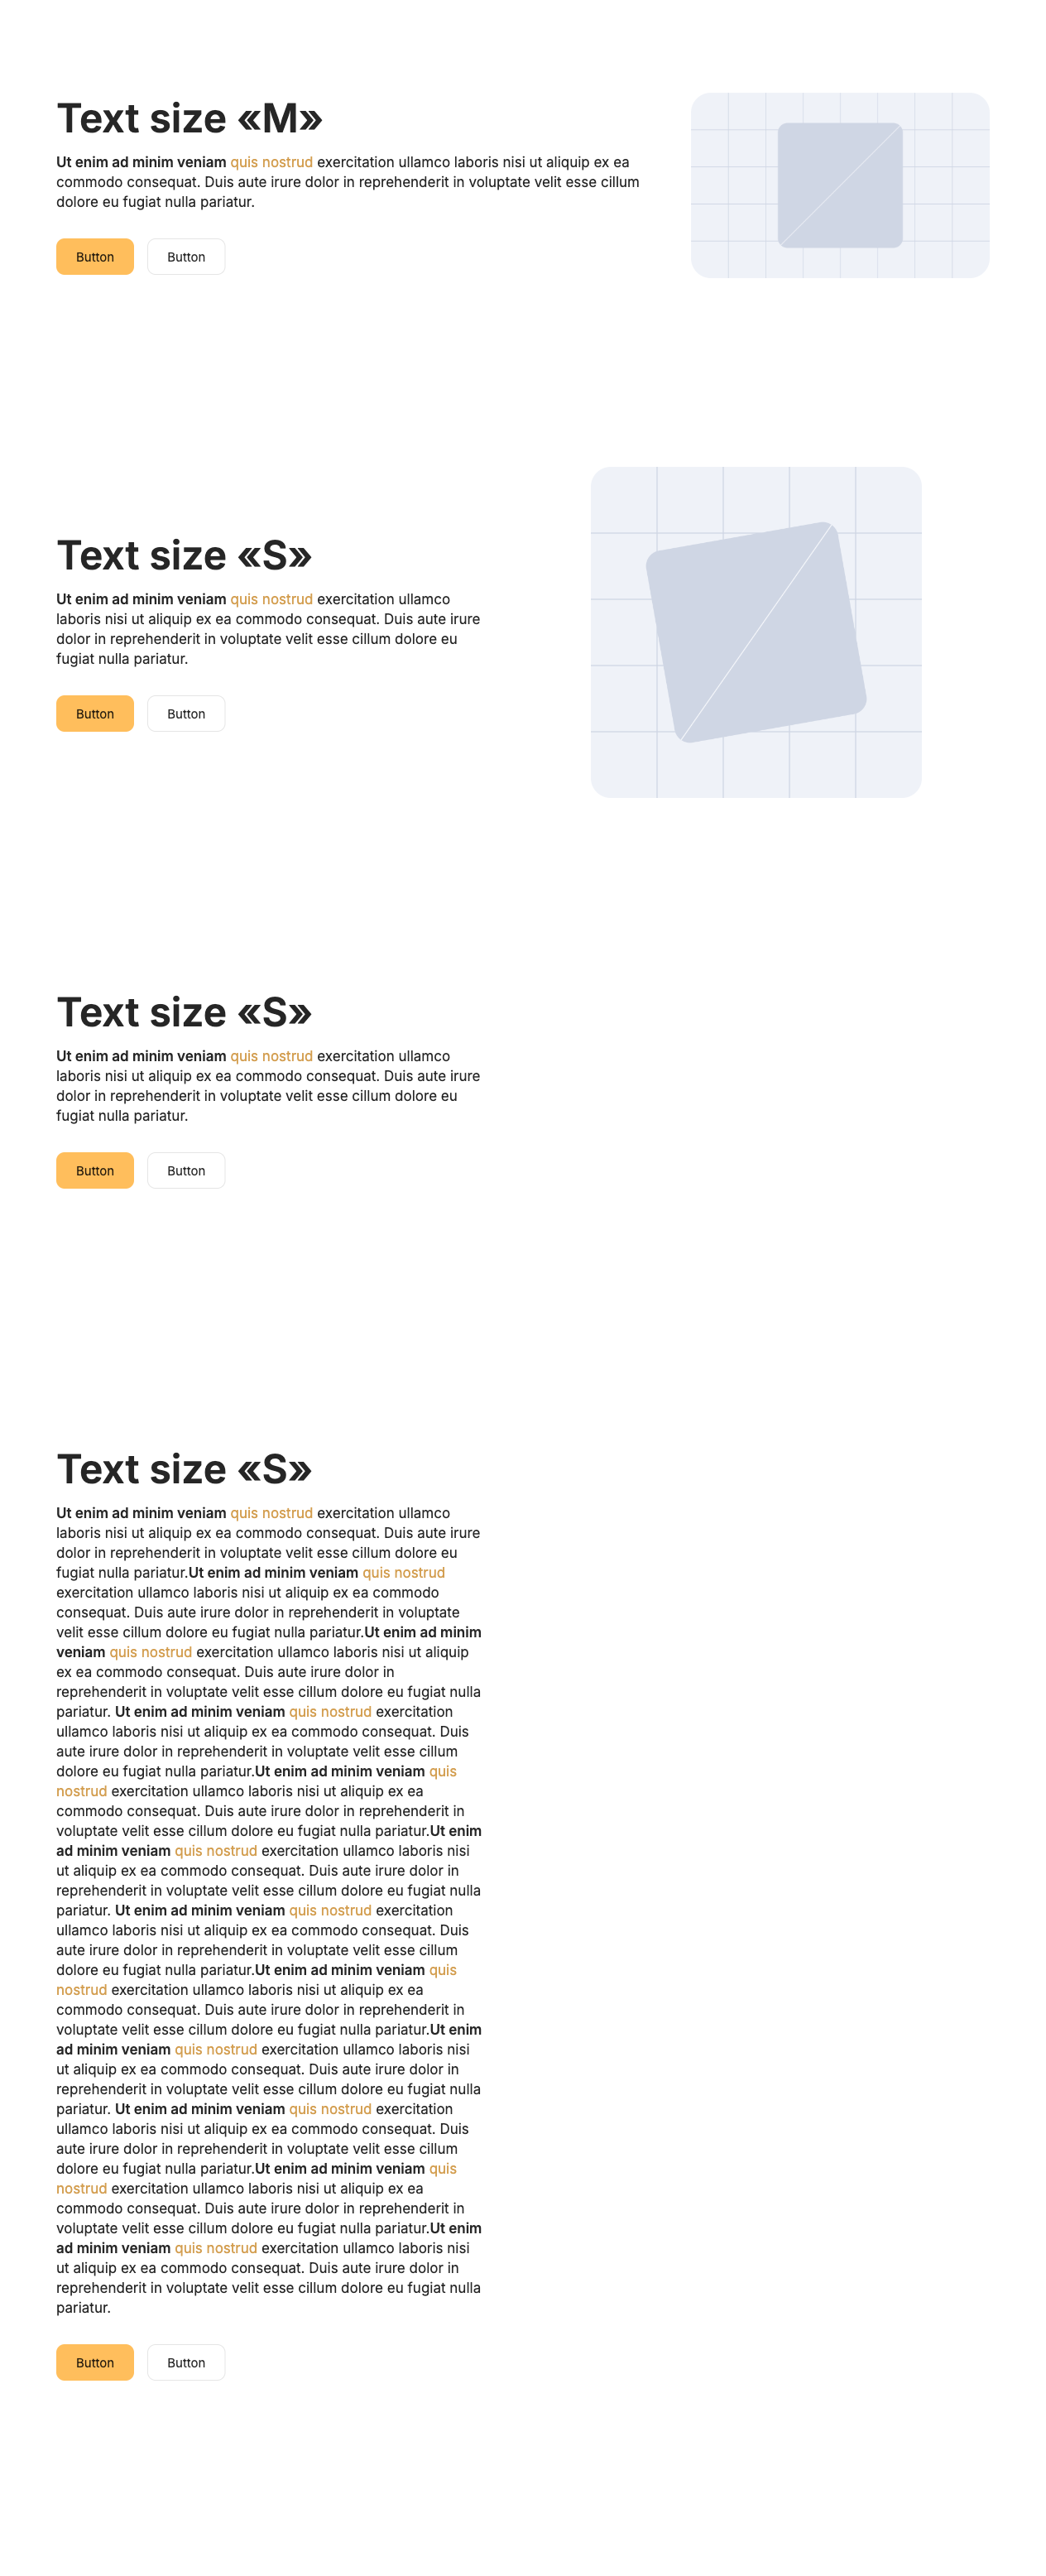 Text size «M»
Ut enim ad minim veniam quis nostrud exercitation ullamco laboris nisi ut aliquip ex ea
commodo consequat. Duis aute irure dolor in reprehenderit in voluptate velit esse cillum
dolore eu fugiat nulla pariatur.
Button Button
Text size «S»
Ut enim ad minim veniam quis nostrud exercitation ullamco
laboris nisi ut aliquip ex ea commodo consequat. Duis aute irure
dolor in reprehenderit in voluptate velit esse cillum dolore eu
fugiat nulla pariatur.
Button Button
Text size «S»
Ut enim ad minim veniam quis nostrud exercitation ullamco
laboris nisi ut aliquip ex ea commodo consequat. Duis aute irure
dolor in reprehenderit in voluptate velit esse cillum dolore eu
fugiat nulla pariatur.
Button Button
Text size «S»
Ut enim ad minim veniam quis nostrud exercitation ullamco
laboris nisi ut aliquip ex ea commodo consequat. Duis aute irure
dolor in reprehenderit in voluptate velit esse cillum dolore eu
fugiat nulla pariatur.Ut enim ad minim veniam quis nostrud
exercitation ullamco laboris nisi ut aliquip ex ea commodo
consequat. Duis aute irure dolor in reprehenderit in voluptate
velit esse cillum dolore eu fugiat nulla pariatur.Ut enim ad minim
veniam quis nostrud exercitation ullamco laboris nisi ut aliquip
ex ea commodo consequat. Duis aute irure dolor in
reprehenderit in voluptate velit esse cillum dolore eu fugiat nulla
pariatur. Ut enim ad minim veniam quis nostrud exercitation
ullamco laboris nisi ut aliquip ex ea commodo consequat. Duis
aute irure dolor in reprehenderit in voluptate velit esse cillum
dolore eu fugiat nulla pariatur.Ut enim ad minim veniam quis
nostrud exercitation ullamco laboris nisi ut aliquip ex ea
commodo consequat. Duis aute irure dolor in reprehenderit in
voluptate velit esse cillum dolore eu fugiat nulla pariatur.Ut enim
ad minim veniam quis nostrud exercitation ullamco laboris nisi
ut aliquip ex ea commodo consequat. Duis aute irure dolor in
reprehenderit in voluptate velit esse cillum dolore eu fugiat nulla
pariatur. Ut enim ad minim veniam quis nostrud exercitation
ullamco laboris nisi ut aliquip ex ea commodo consequat. Duis
aute irure dolor in reprehenderit in voluptate velit esse cillum
dolore eu fugiat nulla pariatur.Ut enim ad minim veniam quis
nostrud exercitation ullamco laboris nisi ut aliquip ex ea
commodo consequat. Duis aute irure dolor in reprehenderit in
voluptate velit esse cillum dolore eu fugiat nulla pariatur.Ut enim
ad minim veniam quis nostrud exercitation ullamco laboris nisi
ut aliquip ex ea commodo consequat. Duis aute irure dolor in
reprehenderit in voluptate velit esse cillum dolore eu fugiat nulla
pariatur. Ut enim ad minim veniam quis nostrud exercitation
ullamco laboris nisi ut aliquip ex ea commodo consequat. Duis
aute irure dolor in reprehenderit in voluptate velit esse cillum
dolore eu fugiat nulla pariatur.Ut enim ad minim veniam quis
nostrud exercitation ullamco laboris nisi ut aliquip ex ea
commodo consequat. Duis aute irure dolor in reprehenderit in
voluptate velit esse cillum dolore eu fugiat nulla pariatur.Ut enim
ad minim veniam quis nostrud exercitation ullamco laboris nisi
ut aliquip ex ea commodo consequat. Duis aute irure dolor in
reprehenderit in voluptate velit esse cillum dolore eu fugiat nulla
pariatur.
Button Button